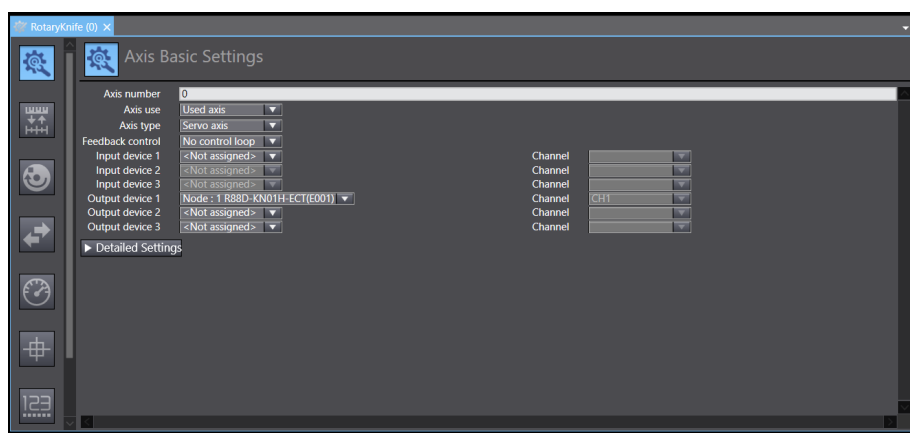 RotaryKnife (0) ×
Axis Basic Settings
Axis number 0
Axis use Used axis
Axis type Servo axis
Feedback control No control loop
Input device 1 <Not assigned> Channel
Input device 2 <Not assigned> Channel
Input device 3 <Not assigned> Channel
Output device 1 Node : 1 R88D-KN01H-ECT(E001) Channel CH1
Output device 2 <Not assigned> Channel
Output device 3 <Not assigned> Channel
▶ Detailed Settings
123